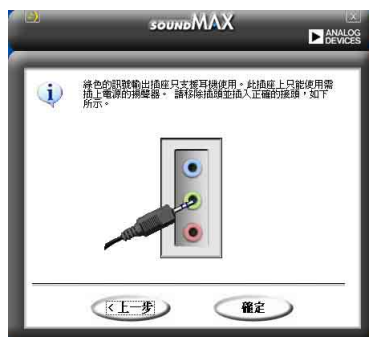 SOUNDMAX
ANALOG
DEVICES
綠色的訊號輸出插座只支援耳機使用。此插座上只能使用需
插上電源的揚聲器。 請移除插頭並插入正確的接頭，如下
所示。
<上一步
確定